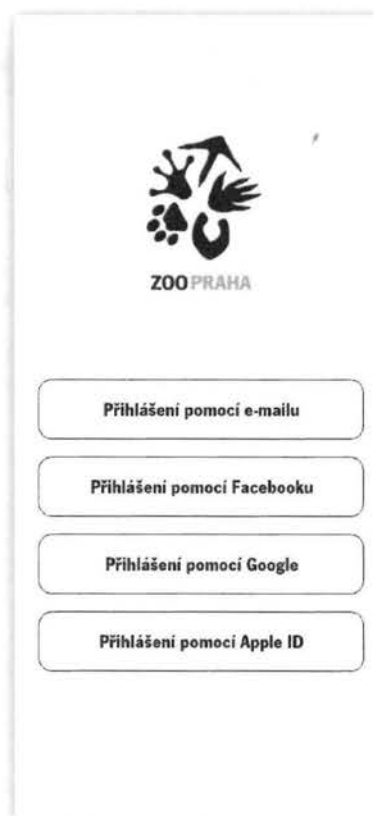 ZOO PRAHA
Přihlášení pomocí e-mailu
Přihlášení pomocí Facebooku
Přihlášení pomocí Google
Přihlášení pomocí Apple ID